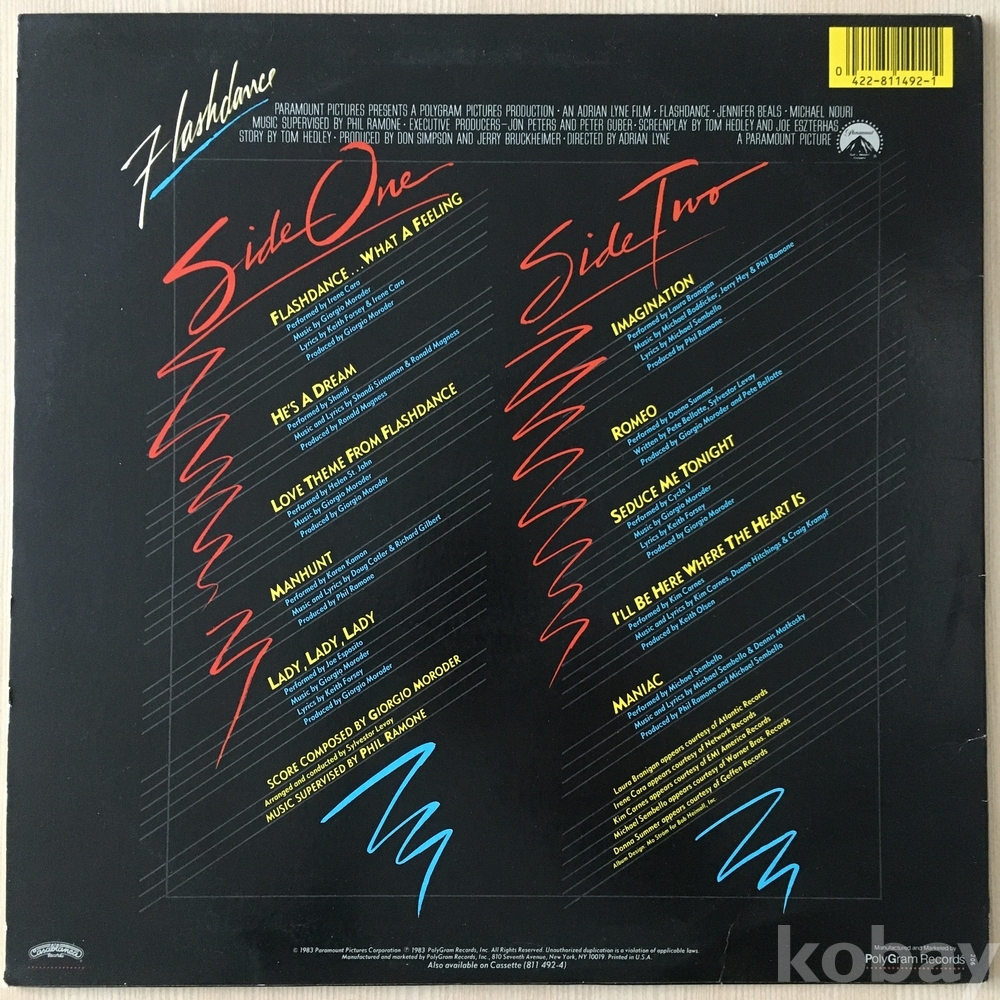 Flashdance
0 422-811492-1
PARAMOUNT PICTURES PRESENTS A POLYGRAM PICTURES PRODUCTION · AN ADRIAN LYNE FILM · FLASHDANCE · JENNIFER BEALS · MICHAEL NOURI
MUSIC SUPERVISED BY PHIL RAMONE · EXECUTIVE PRODUCERS-JON PETERS AND PETER GUBER · SCREENPLAY BY TOM HEDLEY AND JOE ESZTERHAS
STORY BY TOM HEDLEY · PRODUCED BY DON SIMPSON AND JERRY BRUCKHEIMER · DIRECTED BY ADRIAN LYNE
A PARAMOUNT PICTURE
Paramount
Side One
FLASHDANCE...WHAT A FEELING
Performed by Irene Cara
Music by Giorgio Moroder
Lyrics by Keith Forsey & Irene Cara
Produced by Giorgio Moroder
HE'S A DREAM
Performed by Shandi
Music and Lyrics by Shandi Sinnamon & Ronald Magness
Produced by Ronald Magness
LOVE THEME FROM FLASHDANCE
Performed by Helen St. John
Music by Giorgio Moroder
Produced by Giorgio Moroder
MANHUNT
Performed by Karen Kamon
Music and Lyrics by Doug Cotler & Richard Gilbert
Produced by Phil Ramone
LADY, LADY, LADY
Performed by Joe Esposito
Music by Giorgio Moroder
Lyrics by Keith Forsey
Produced by Giorgio Moroder
SCORE COMPOSED BY GIORGIO MORODER
Arranged and conducted by Sylvestor Levay
MUSIC SUPERVISED BY PHIL RAMONE
Side Two
IMAGINATION
Performed by Laura Branigan
Music by Michael Boddicker, Jerry Hey & Phil Ramone
Lyrics by Michael Sembello
Produced by Phil Ramone
ROMEO
Performed by Donna Summer
Written by Pete Bellotte, Sylvester Levay
Produced by Giorgio Moroder and Pete Bellotte
SEDUCE ME TONIGHT
Performed by Cycle V
Music by Giorgio Moroder
Lyrics by Keith Forsey
Produced by Giorgio Moroder
I'LL BE HERE WHERE THE HEART IS
Performed by Kim Carnes
Music and Lyrics by Kim Carnes, Duane Hitchings & Craig Krampf
Produced by Keith Olsen
MANIAC
Performed by Michael Sembello
Music and Lyrics by Michael Sembello & Dennis Matkosky
Produced by Phil Ramone and Michael Sembello
Laura Branigan appears courtesy of Atlantic Records
Irene Cara appears courtesy of Network Records
Kim Carnes appears courtesy of EMI America Records
Michael Sembello appears courtesy of Warner Bros. Records
Donna Summer appears courtesy of Geffen Records
Album Design: Mo Strom for Bob Heimall, Inc
Casablanca
Records
© 1983 Paramount Pictures Corporation ℗ 1983 PolyGram Records, Inc. All Rights Reserved. Unauthorized duplication is a violation of applicable laws.
Manufactured and marketed by PolyGram Records, Inc., 810 Seventh Avenue, New York, NY 10019. Printed in U.S.A.
Also available on Cassette (811 492-4)
Manufactured and Marketed by
PolyGram Records
kobay